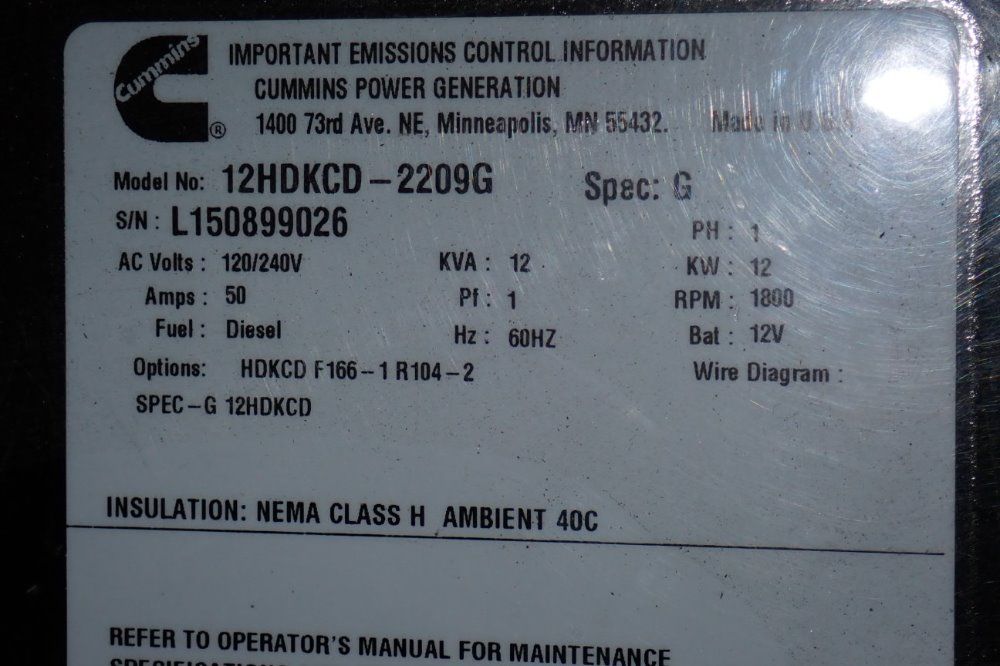 Cummins ®
IMPORTANT EMISSIONS CONTROL INFORMATION
CUMMINS POWER GENERATION
1400 73rd Ave. NE, Minneapolis, MN 55432. Made in U.S.A.
Model No: 12HDKCD-2209G Spec: G
S/N : L150899026 PH : 1
AC Volts : 120/240V KVA : 12 KW : 12
Amps : 50 Pf : 1 RPM : 1800
Fuel : Diesel Hz : 60HZ Bat : 12V
Options: HDKCD F166-1 R104-2 Wire Diagram :
SPEC-G 12HDKCD
INSULATION: NEMA CLASS H AMBIENT 40C
REFER TO OPERATOR'S MANUAL FOR MAINTENANCE